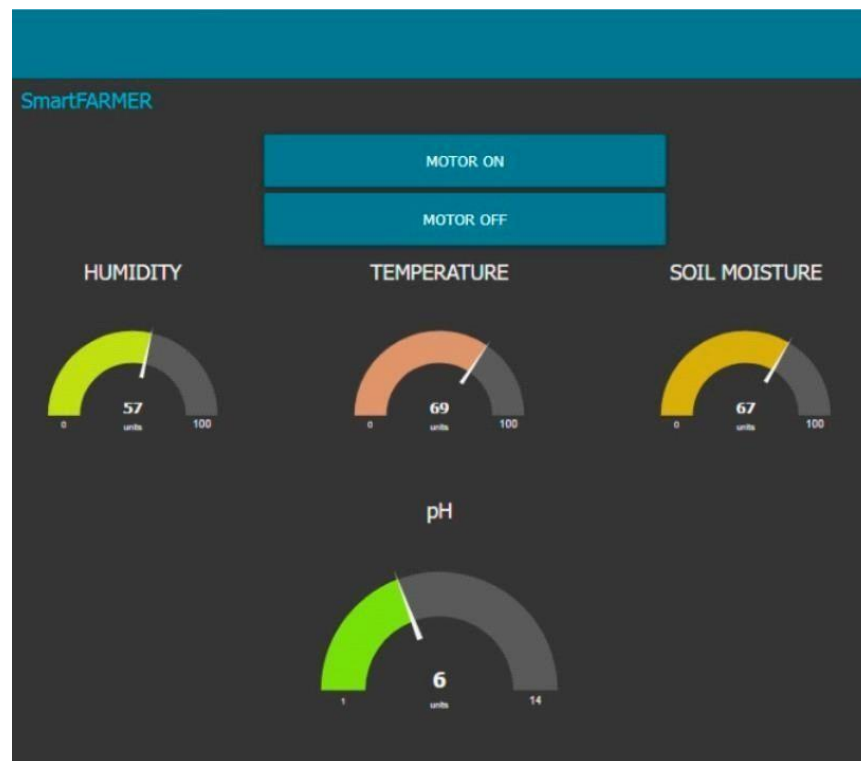 SmartFARMER
MOTOR ON
MOTOR OFF
HUMIDITY TEMPERATURE SOIL MOISTURE
57 69 67
0 units 100 0 units 100 0 units 100
pH
6
1 units 14